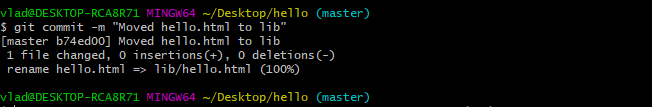 vlad@DESKTOP-RCA8R71 MINGW64 ~/Desktop/hello (master)
$ git commit -m "Moved hello.html to lib"
[master b74ed00] Moved hello.html to lib
 1 file changed, 0 insertions(+), 0 deletions(-)
 rename hello.html => lib/hello.html (100%)

vlad@DESKTOP-RCA8R71 MINGW64 ~/Desktop/hello (master)